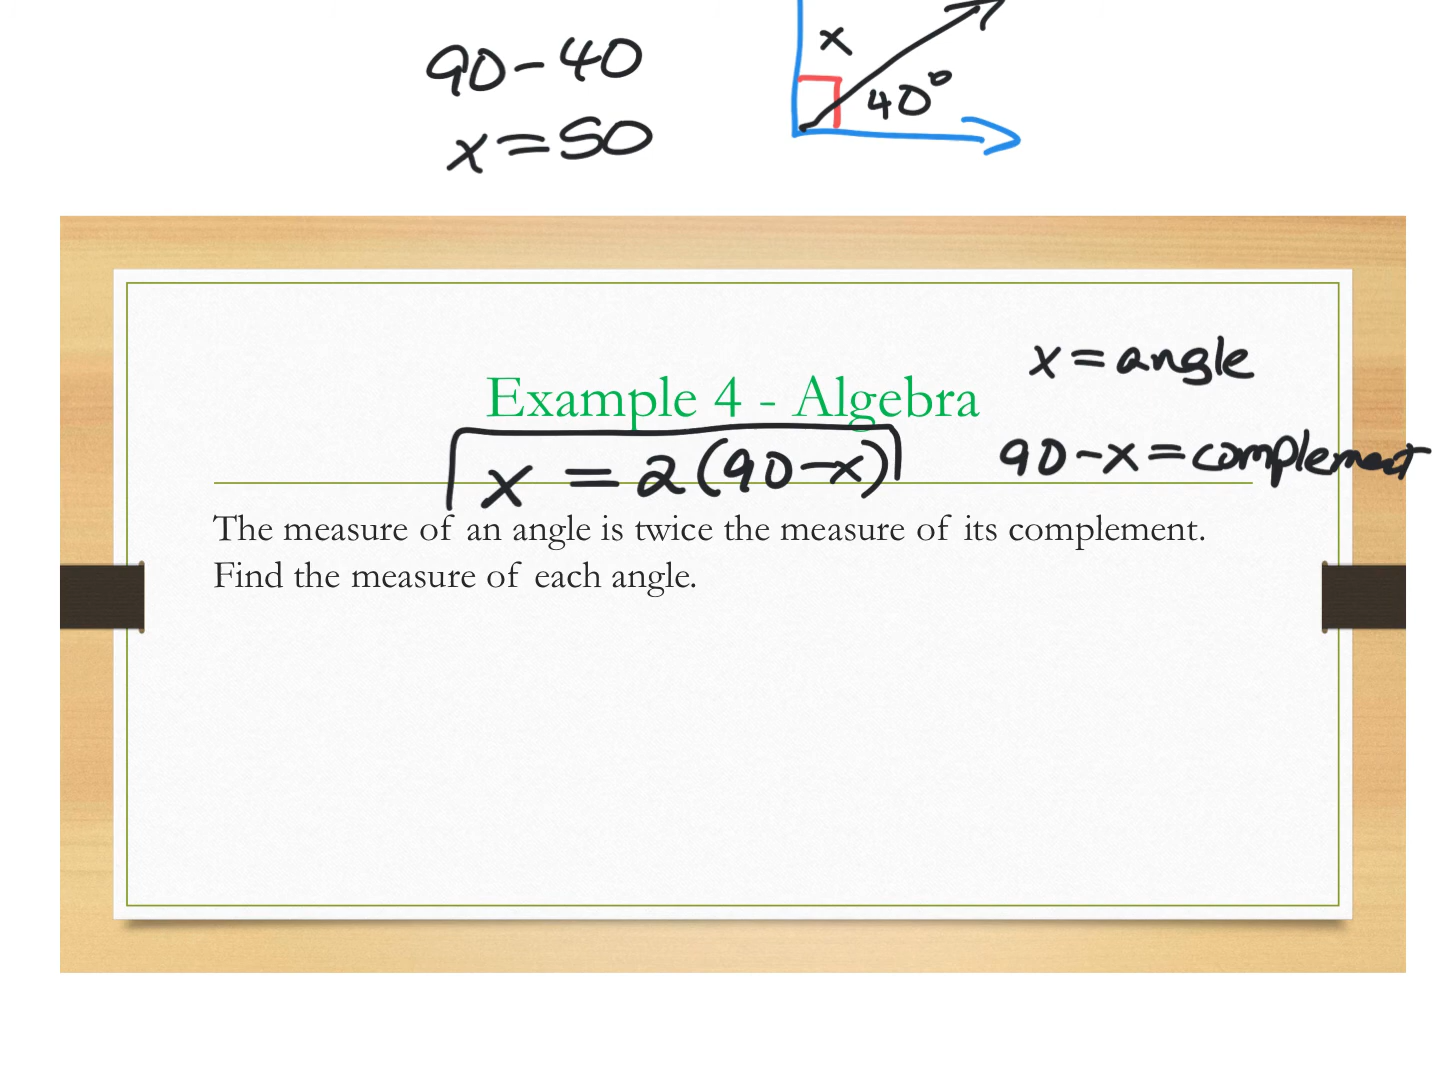 90-40
x=50
x
40°
Example 4 - Algebra
x=angle
x = 2(90-x)
90-x=complement
The measure of an angle is twice the measure of its complement.
Find the measure of each angle.